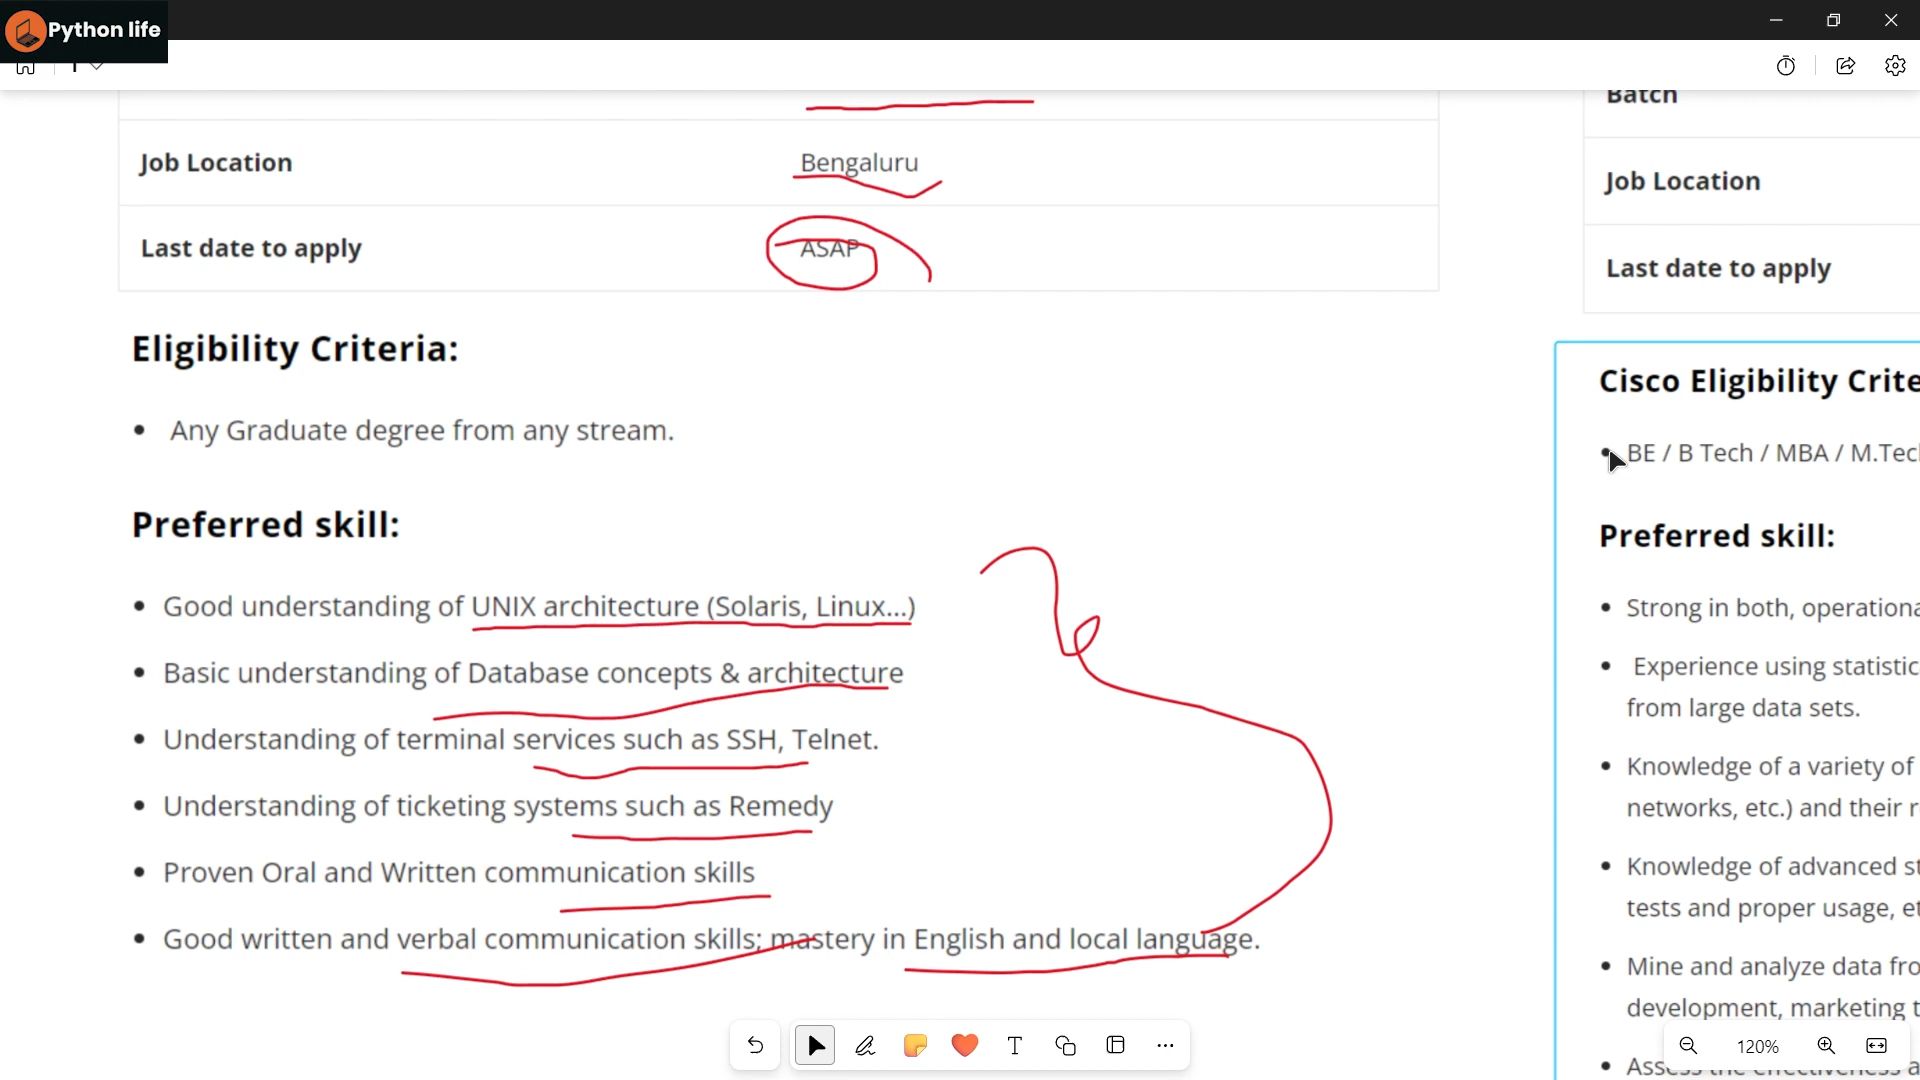 Python life
Batch
Job Location
Bengaluru
Job Location
Last date to apply
ASAP
Last date to apply
Eligibility Criteria:
• Any Graduate degree from any stream.
Preferred skill:
• Good understanding of UNIX architecture (Solaris, Linux...)
• Basic understanding of Database concepts & architecture
• Understanding of terminal services such as SSH, Telnet.
• Understanding of ticketing systems such as Remedy
• Proven Oral and Written communication skills
• Good written and verbal communication skills; mastery in English and local language.
Cisco Eligibility Crite
• BE / B Tech / MBA / M.Tec
Preferred skill:
• Strong in both, operationa
• Experience using statistic
from large data sets.
• Knowledge of a variety of
networks, etc.) and their r
• Knowledge of advanced st
tests and proper usage, et
• Mine and analyze data fro
development, marketing t
120%